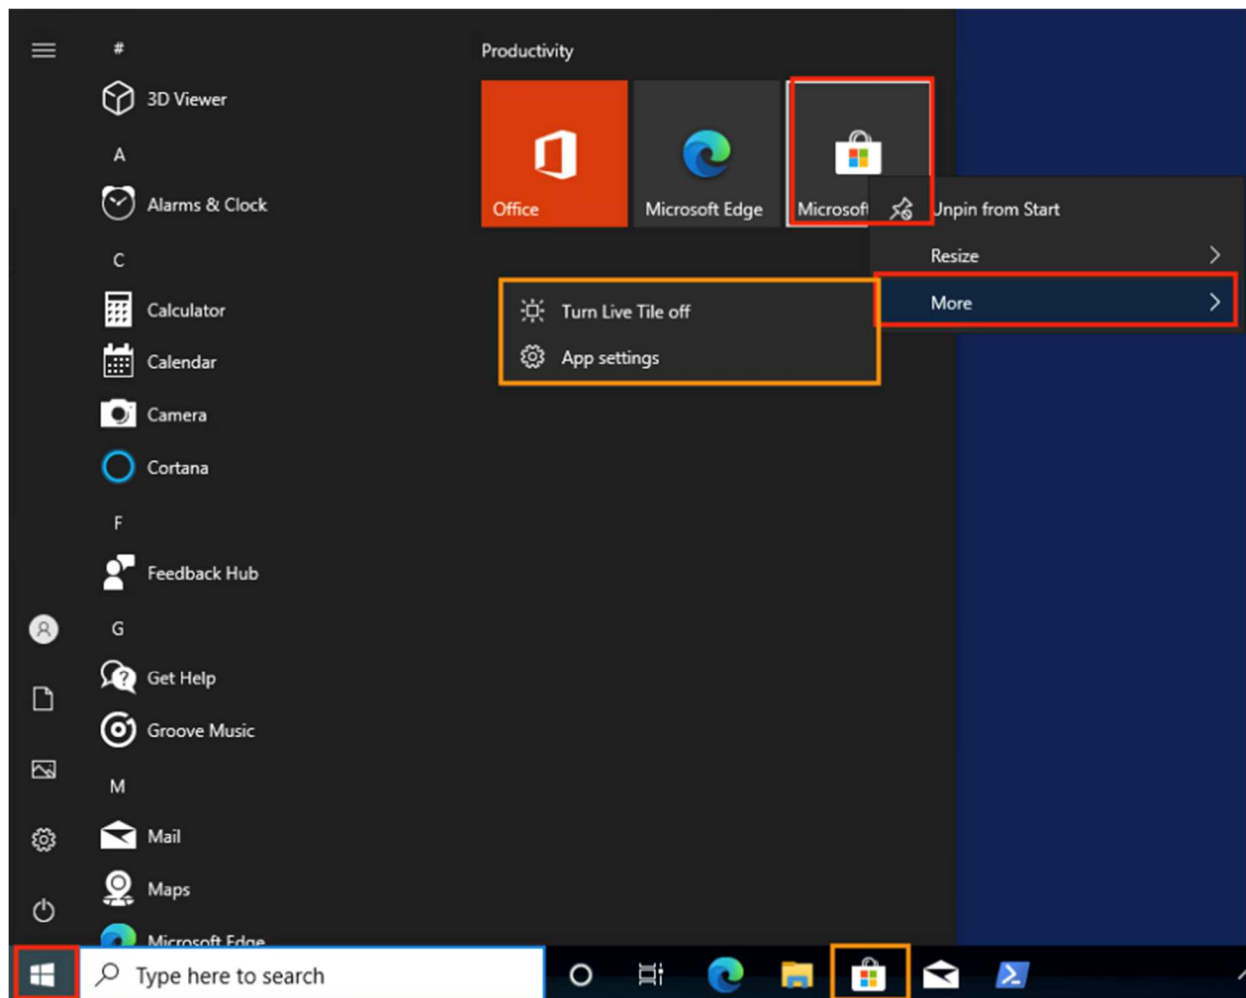 #
3D Viewer
A
Alarms & Clock
C
Calculator
Calendar
Camera
Cortana
F
Feedback Hub
G
Get Help
Groove Music
M
Mail
Maps
Microsoft Edge
Productivity
Office
Microsoft Edge
Microsoft
Unpin from Start
Resize
More
Turn Live Tile off
App settings
Type here to search